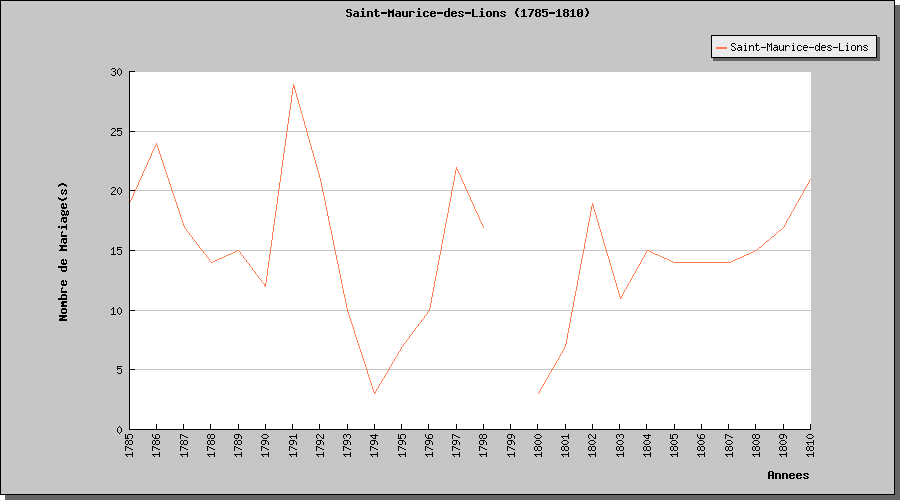 Saint-Maurice-des-Lions (1785-1810)
Saint-Maurice-des-Lions
30
25
20
15
10
5
0
Nombre de Mariage(s)
1785 1786 1787 1788 1789 1790 1791 1792 1793 1794 1795 1796 1797 1798 1799 1800 1801 1802 1803 1804 1805 1806 1807 1808 1809 1810
Annees